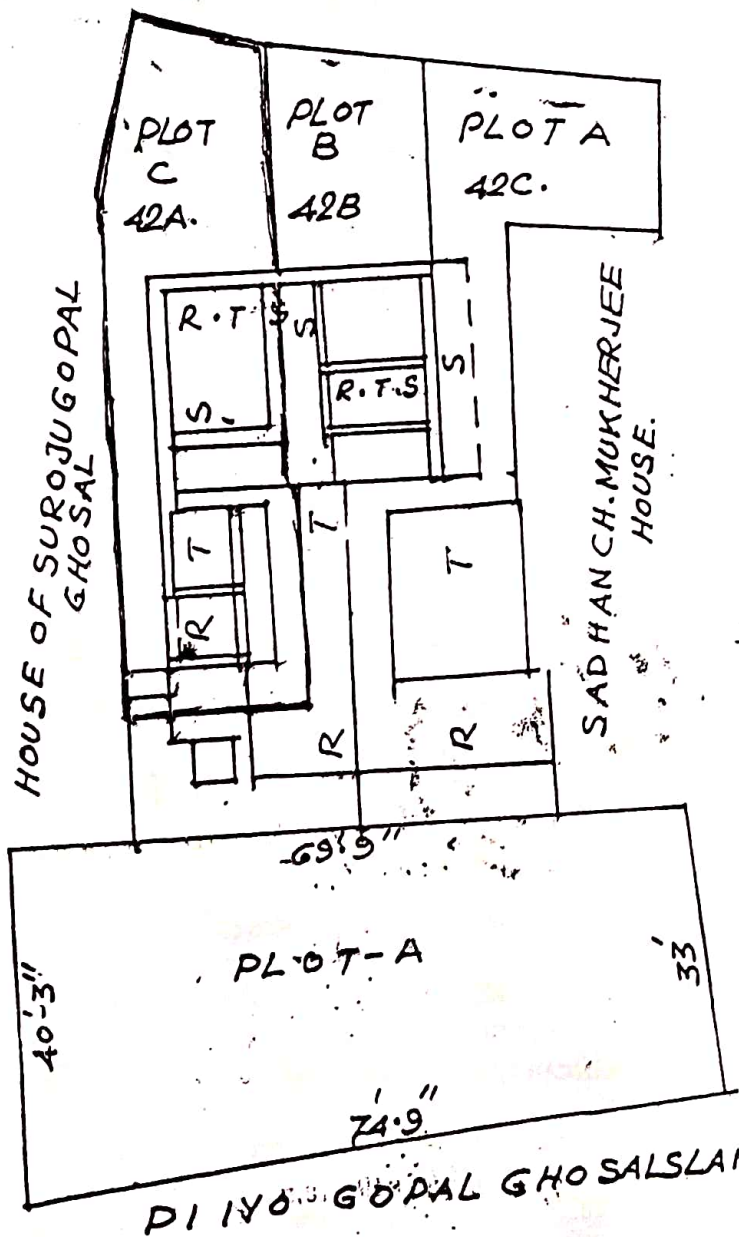 PLOT
C
42A.
PLOT
B
42B
PLOT A
42C.
HOUSE OF SUROJUGOPAL
GHOSAL
SADHAN CH. MUKHERJEE
HOUSE.
R.T.S
S
S
S.
R.T.S
T
T
T
R
R
R
69'9"
PLOT-A
40'-3"
33'
74'.9"
GOPAL GHOSALSLA